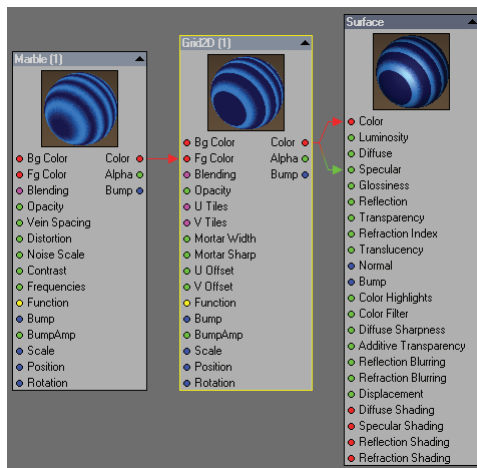 Marble (1)
Bg Color Color
Fg Color Alpha
Blending Bump
Opacity
Vein Spacing
Distortion
Noise Scale
Contrast
Frequencies
Function
Bump
BumpAmp
Scale
Position
Rotation
Grid2D (1)
Bg Color Color
Fg Color Alpha
Blending Bump
Opacity
U Tiles
V Tiles
Mortar Width
Mortar Sharp
U Offset
V Offset
Function
Bump
BumpAmp
Scale
Position
Rotation
Surface
Color
Luminosity
Diffuse
Specular
Glossiness
Reflection
Transparency
Refraction Index
Translucency
Normal
Bump
Color Highlights
Color Filter
Diffuse Sharpness
Additive Transparency
Reflection Blurring
Refraction Blurring
Displacement
Diffuse Shading
Specular Shading
Reflection Shading
Refraction Shading